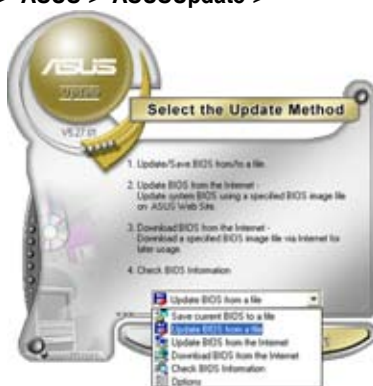 > ASUS > ASUSUpdate >
ASUS
Update
V5.27.01
Select the Update Method
1. Update/Save BIOS from/to a file.
2. Update BIOS from the Internet -
Update system BIOS using a specified BIOS image file
on ASUS Web Site.
3. Download BIOS from the Internet -
Download a specified BIOS image file via Internet for
later usage.
4. Check BIOS Information
Update BIOS from a file
Save current BIOS to a file
Update BIOS from a file
Update BIOS from the Internet
Download BIOS from the Internet
Check BIOS Information
Options